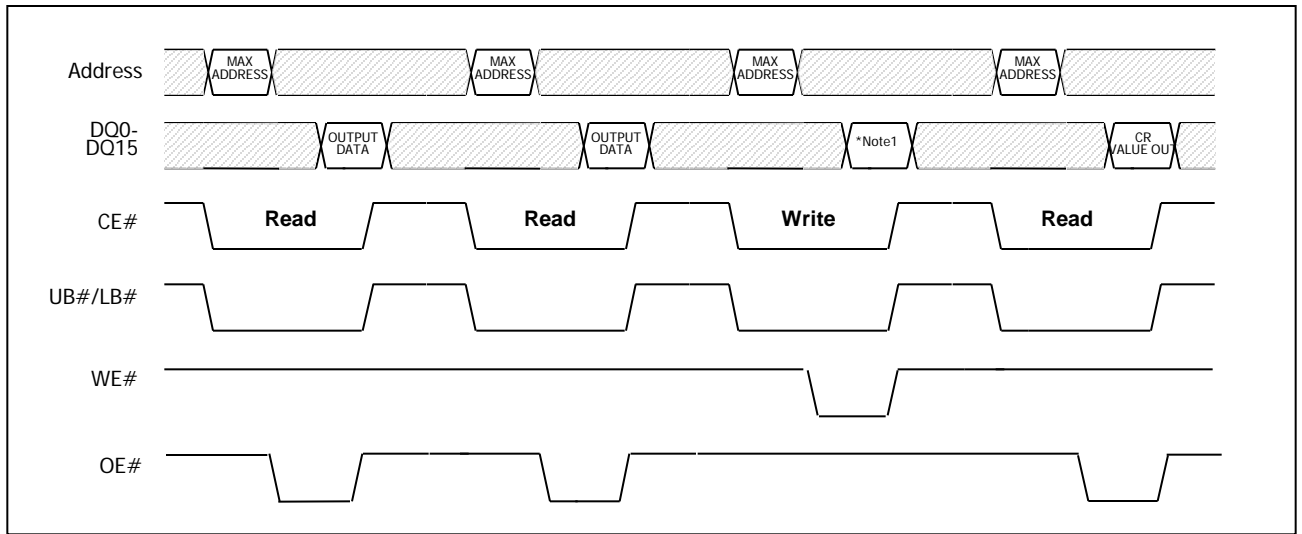 Address
MAX
ADDRESS
MAX
ADDRESS
MAX
ADDRESS
MAX
ADDRESS
DQ0-
DQ15
OUTPUT
DATA
OUTPUT
DATA
*Note1
CR
VALUE OUT
CE#
Read
Read
Write
Read
UB#/LB#
WE#
OE#